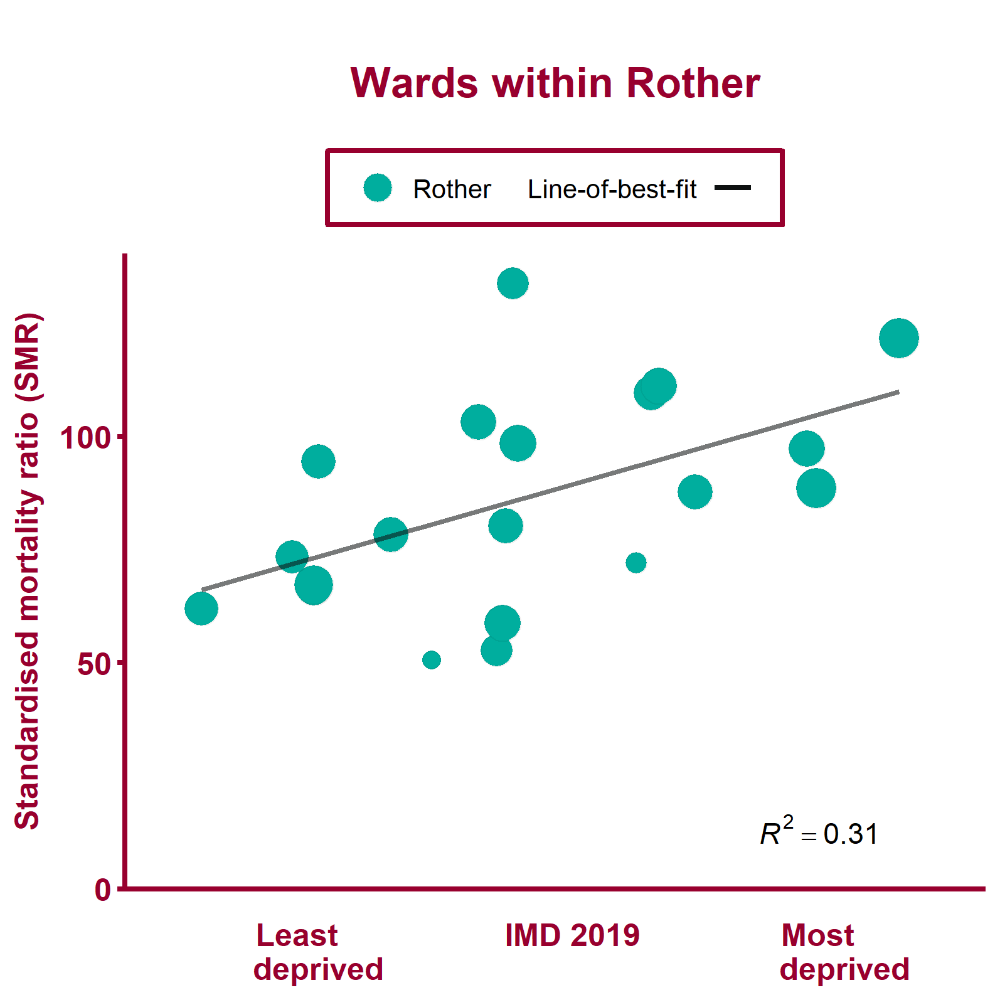 Wards within Rother
Rother Line-of-best-fit
Standardised mortality ratio (SMR)
100
50
0
R² = 0.31
Least deprived
IMD 2019
Most deprived